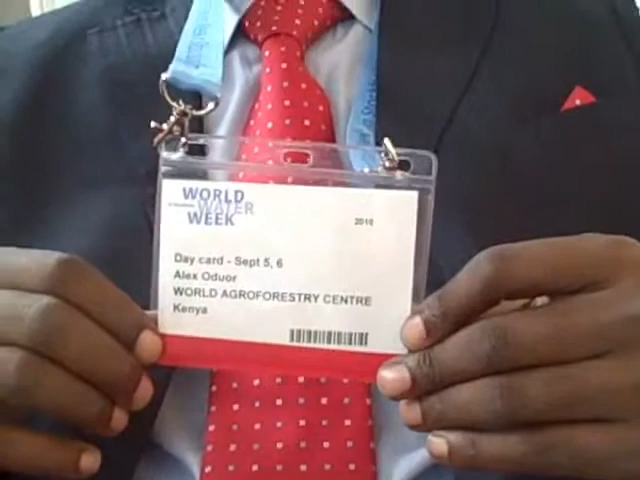 WORLD
WATER
WEEK
2010
Day card - Sept 5, 6
Alex Oduor
WORLD AGROFORESTRY CENTRE
Kenya